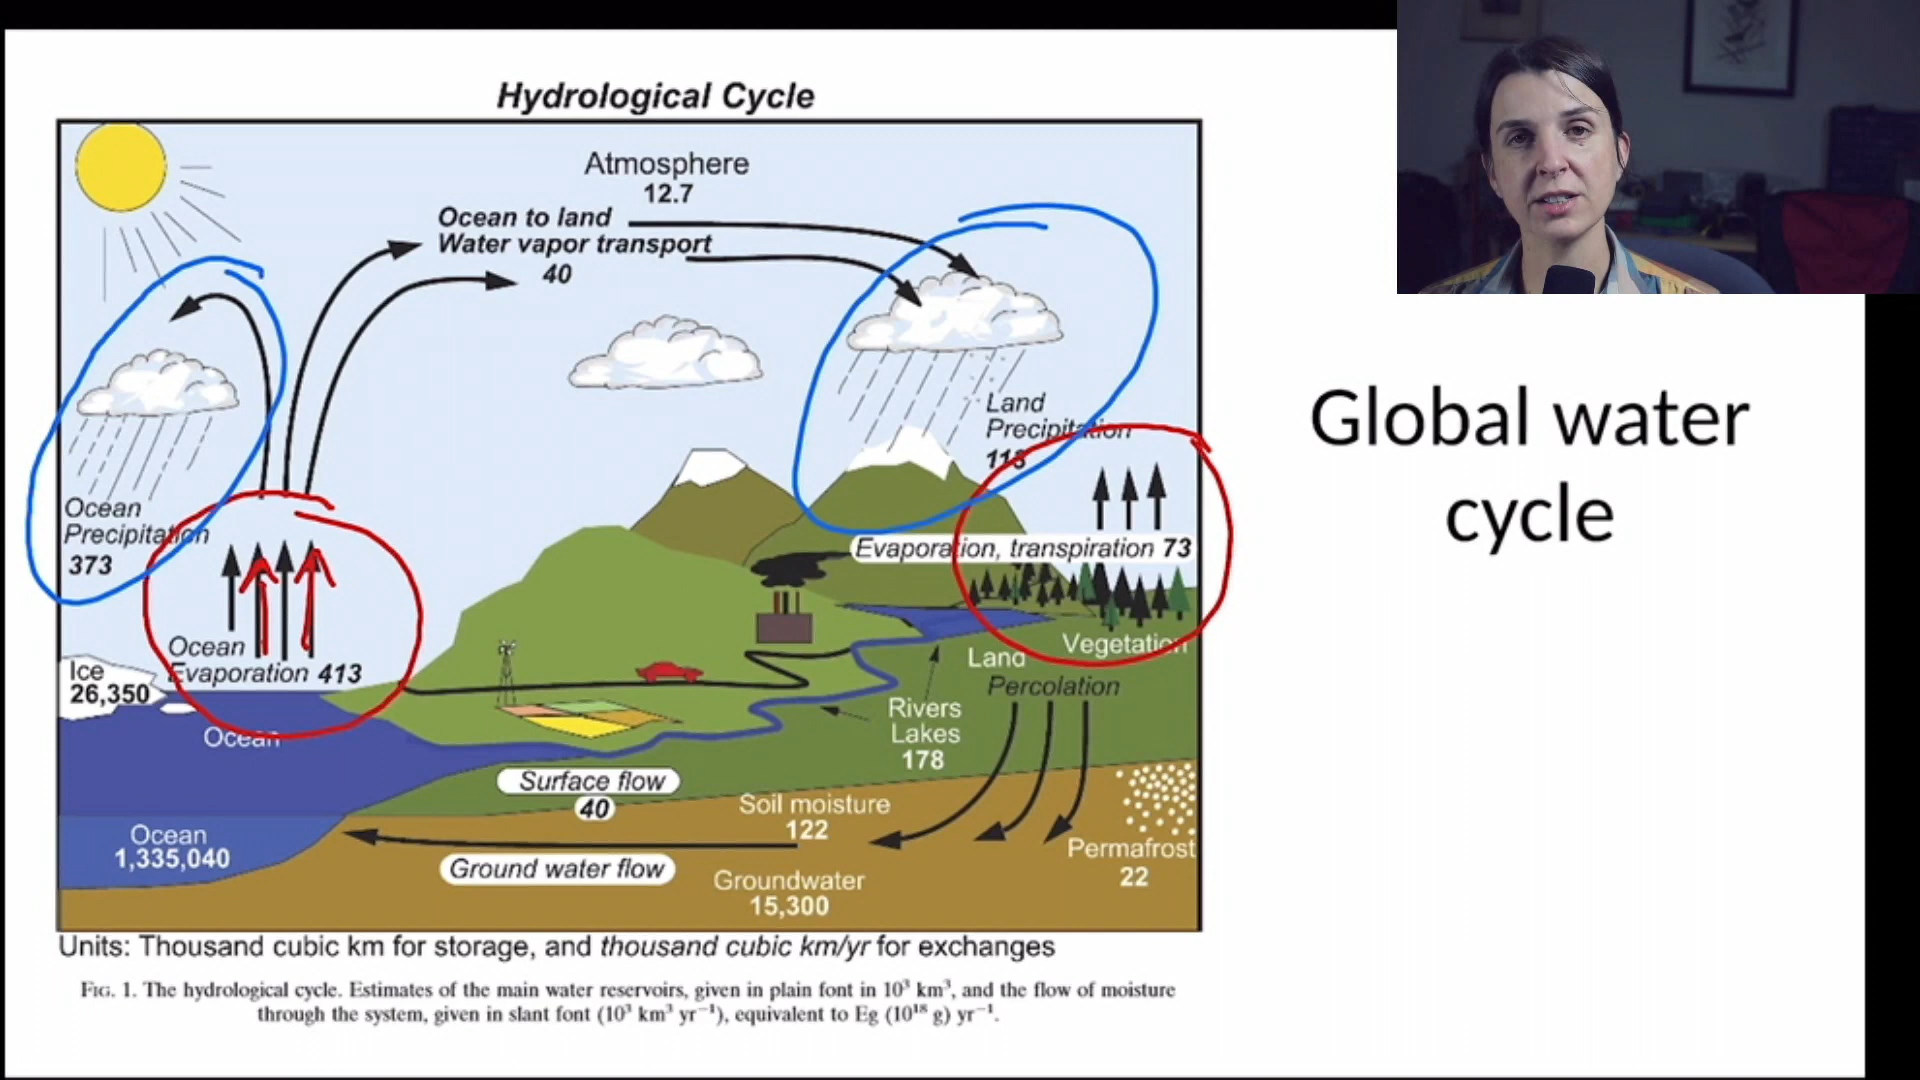 Hydrological Cycle
Atmosphere
12.7
Ocean to land
Water vapor transport
40
Land
Precipitation
113
Ocean
Precipitation
373
Evaporation, transpiration 73
Ocean
Evaporation 413
Ice
26,350
Vegetation
Land
Percolation
Ocean
Rivers
Lakes
178
Surface flow
40
Soil moisture
122
Ocean
1,335,040
Ground water flow
Permafrost
22
Groundwater
15,300
Units: Thousand cubic km for storage, and thousand cubic km/yr for exchanges
FIG. 1. The hydrological cycle. Estimates of the main water reservoirs, given in plain font in 10³ km³, and the flow of moisture
through the system, given in slant font (10³ km³ yr⁻¹), equivalent to Eg (10¹⁸ g) yr⁻¹.
Global water
cycle